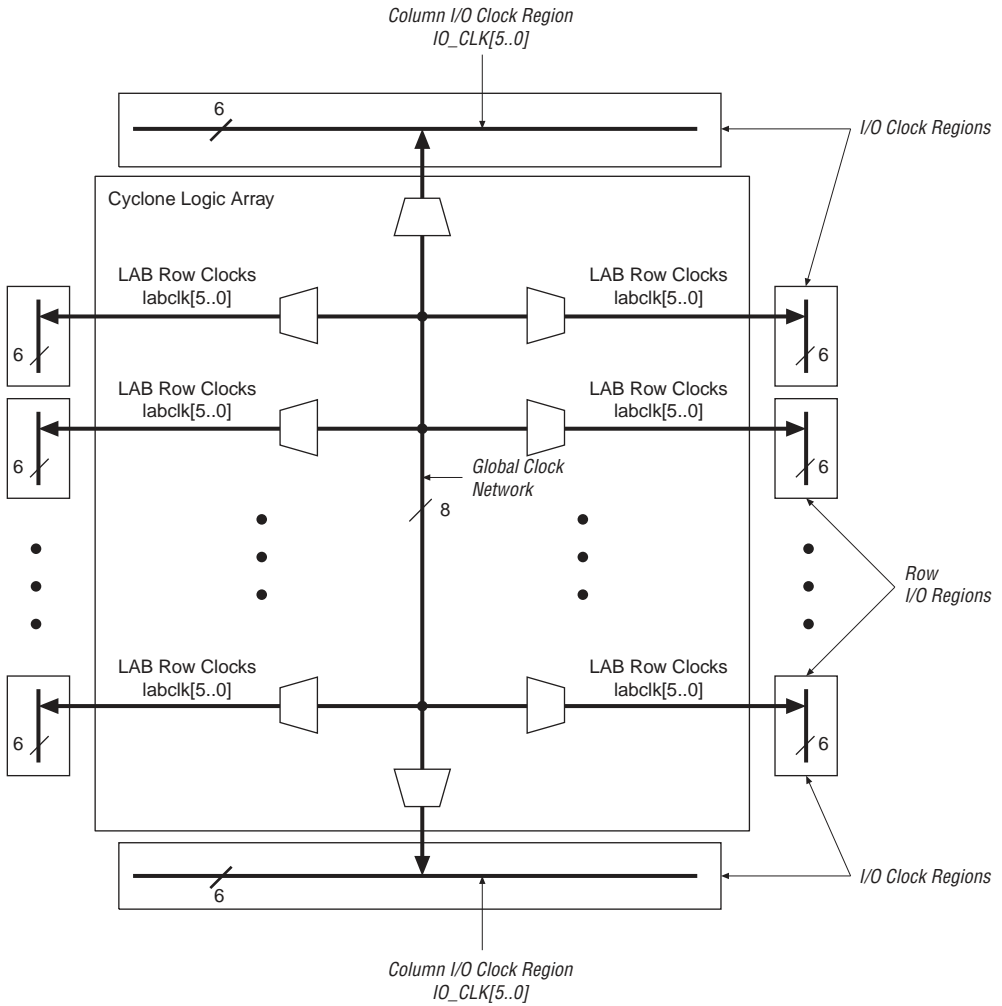 Column I/O Clock Region
IO_CLK[5..0]
6
I/O Clock Regions
Cyclone Logic Array
LAB Row Clocks
labclk[5..0]
LAB Row Clocks
labclk[5..0]
6
6
LAB Row Clocks
labclk[5..0]
LAB Row Clocks
labclk[5..0]
6
6
Global Clock
Network
8
Row
I/O Regions
LAB Row Clocks
labclk[5..0]
LAB Row Clocks
labclk[5..0]
6
6
I/O Clock Regions
6
Column I/O Clock Region
IO_CLK[5..0]